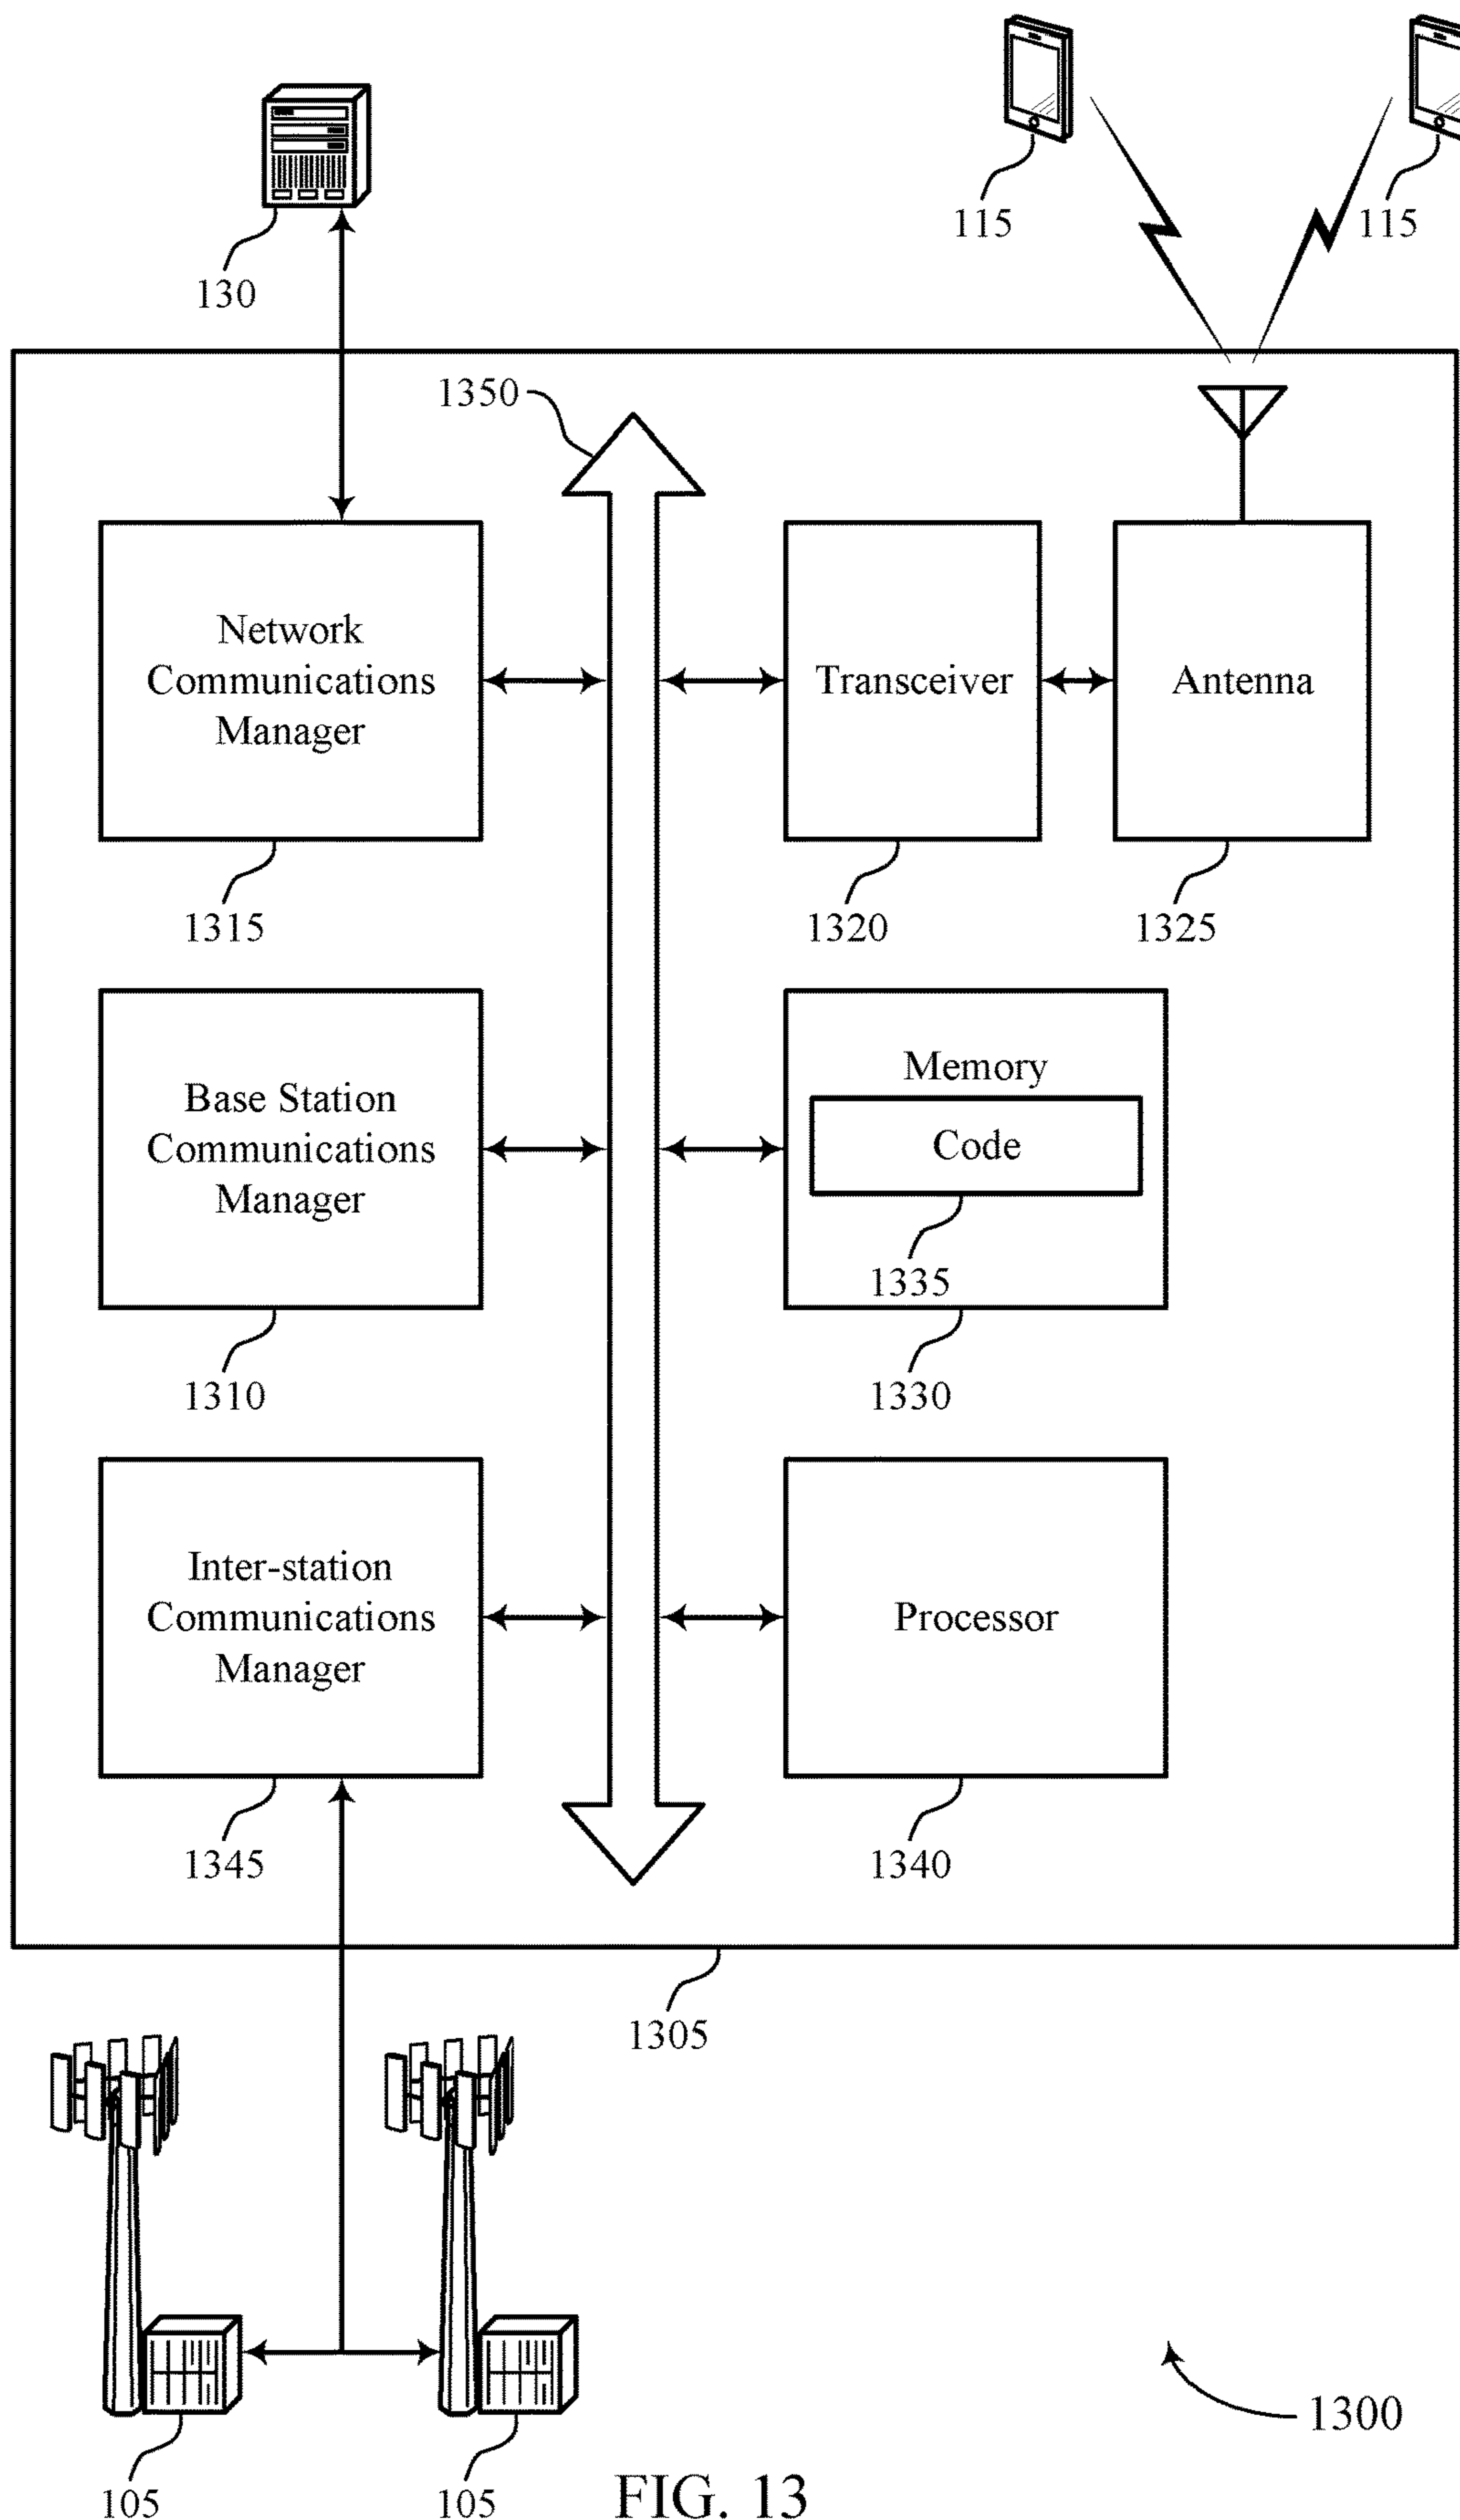 115
115
130
1350
Network
Communications
Manager
Transceiver
Antenna
1315
1320
1325
Base Station
Communications
Manager
Memory
Code
1335
1310
1330
Inter-station
Communications
Manager
Processor
1345
1340
1305
1300
105
105
FIG. 13